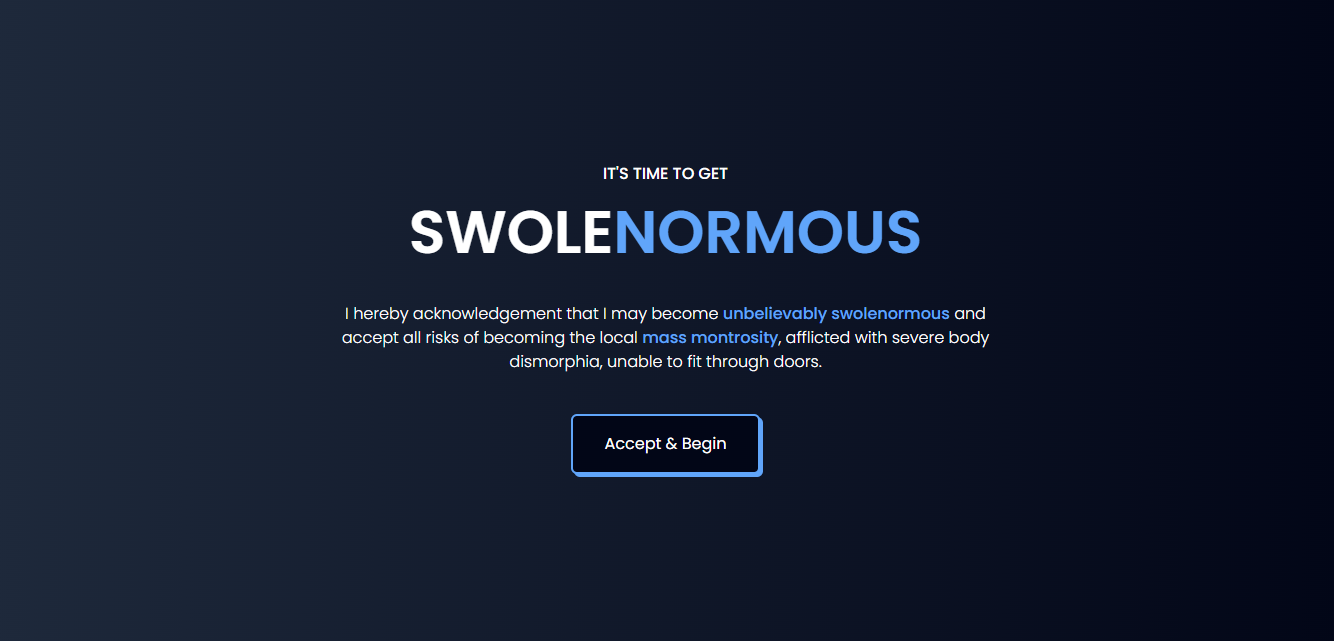 IT'S TIME TO GET
SWOLENORMOUS
I hereby acknowledgement that I may become unbelievably swolenormous and
accept all risks of becoming the local mass montrosity, afflicted with severe body
dismorphia, unable to fit through doors.
Accept & Begin